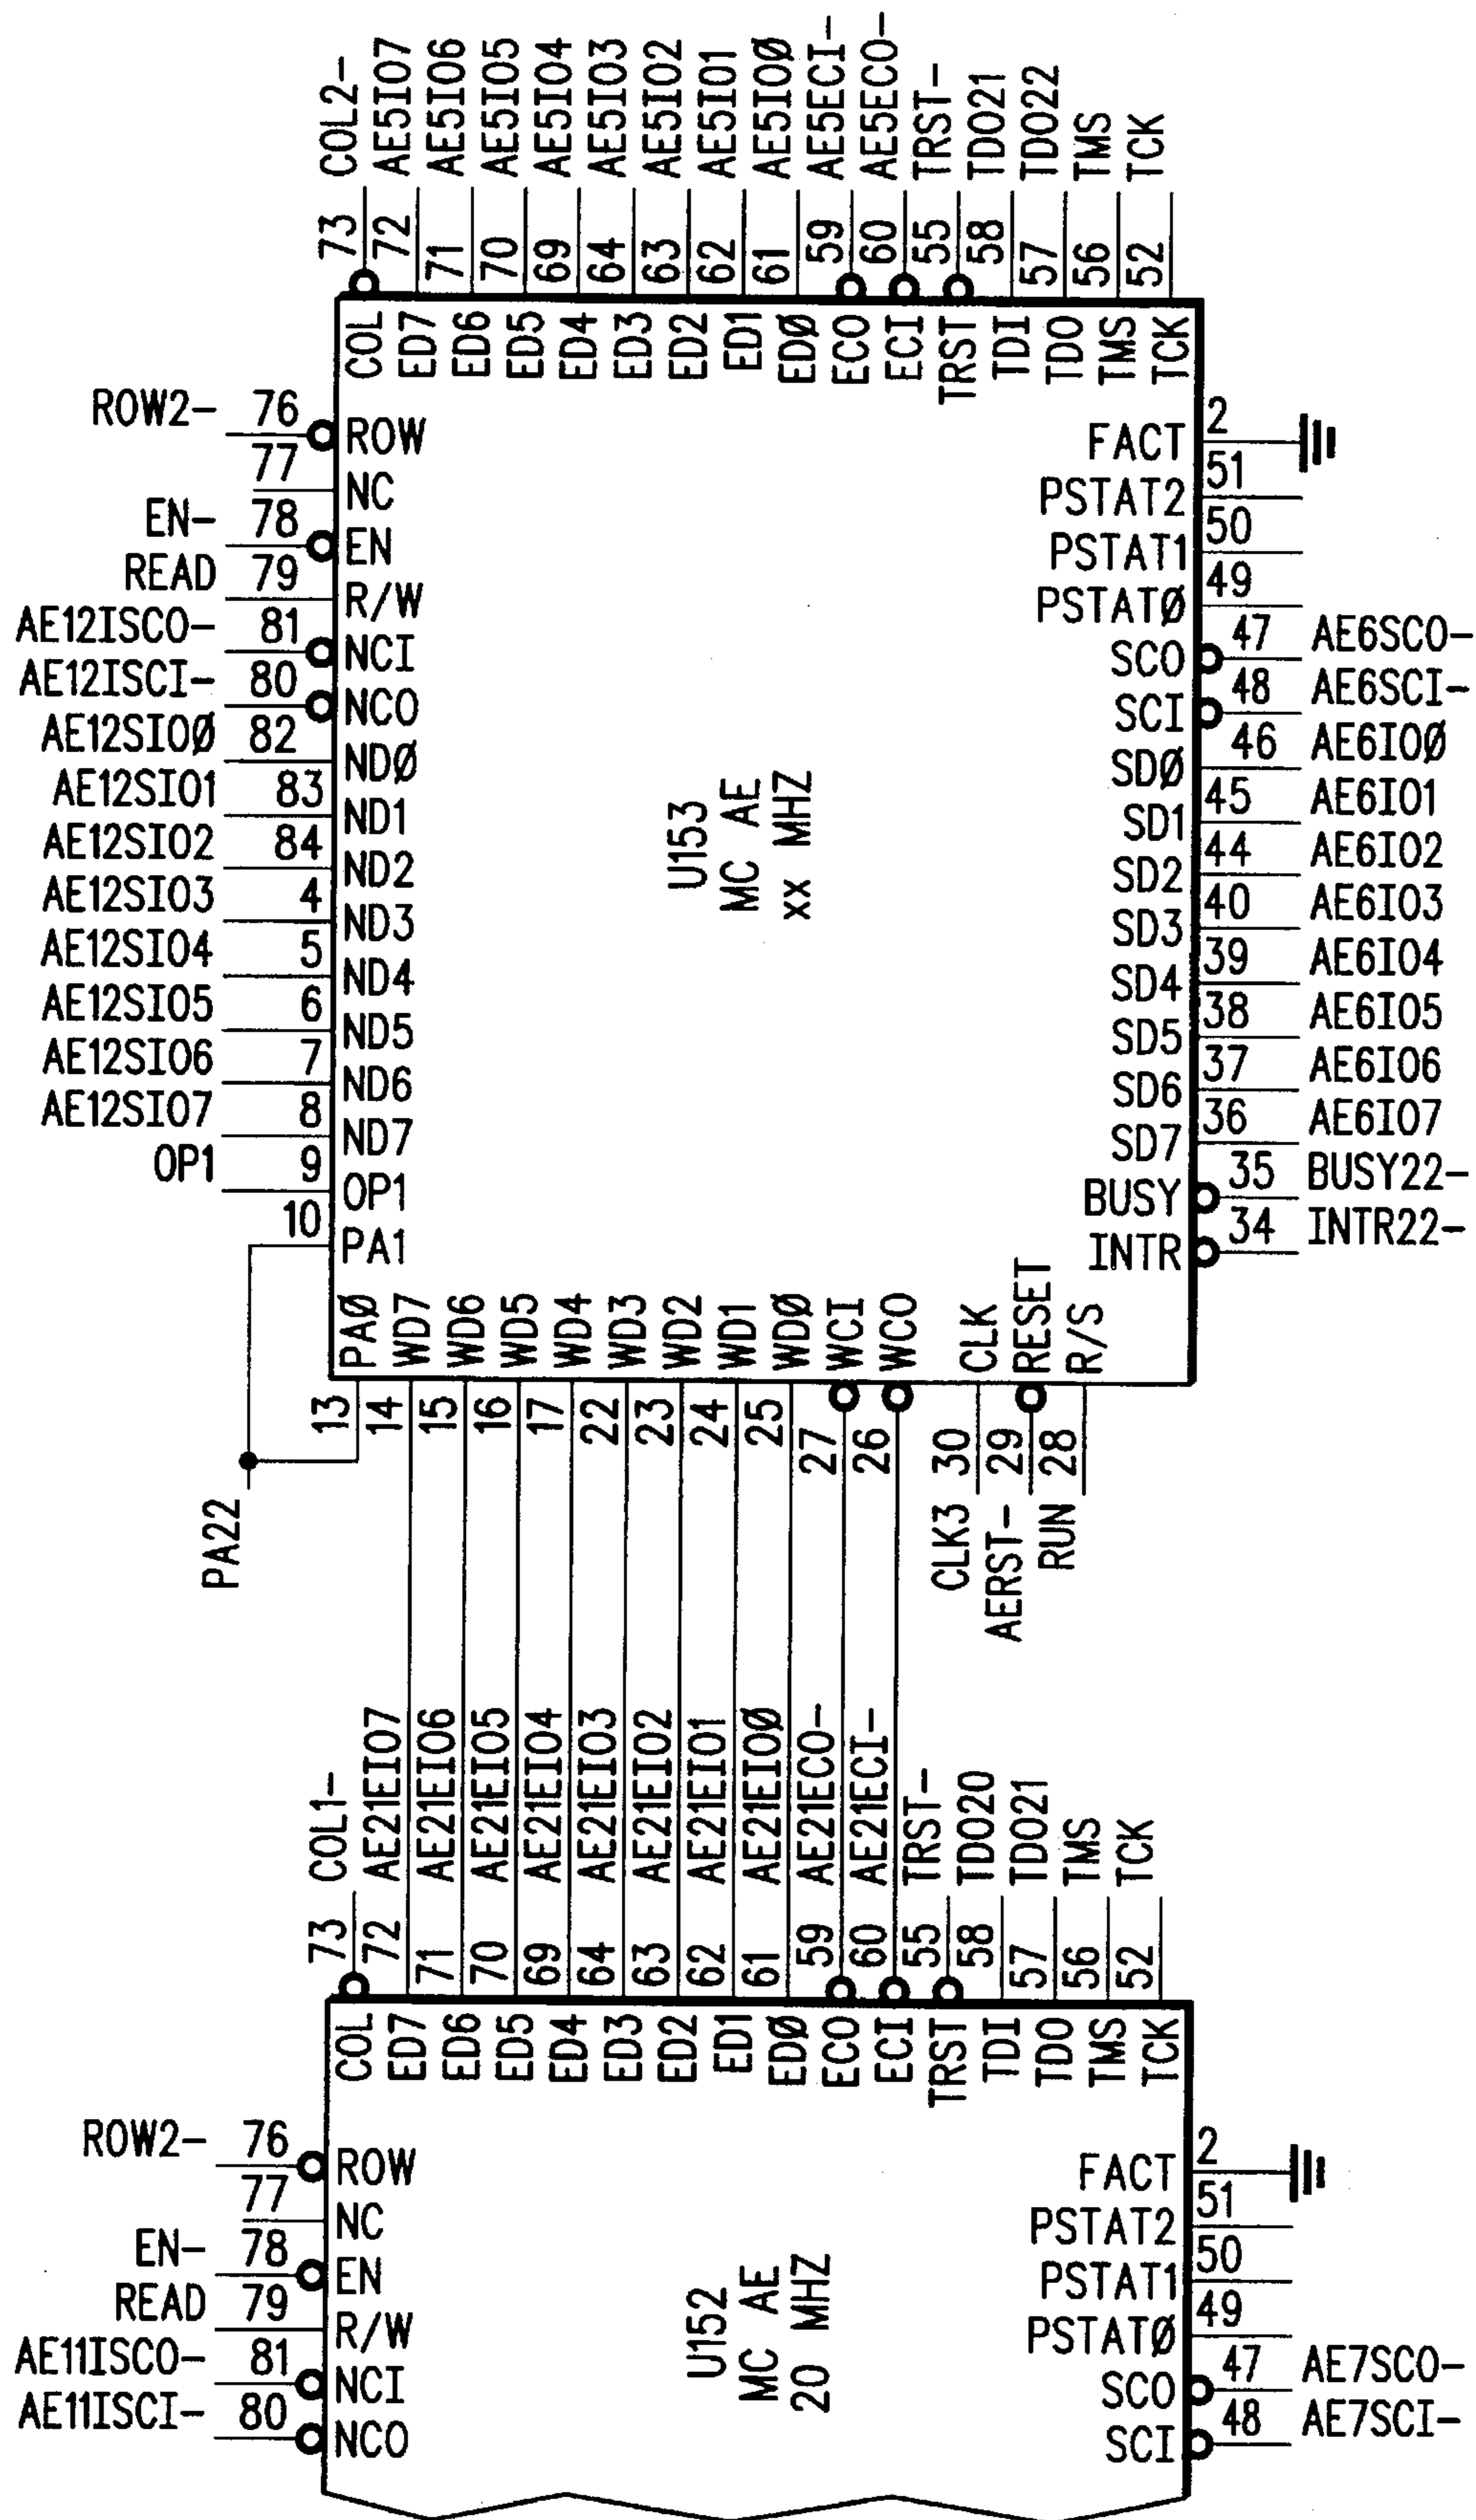 COL2-
AE5IO7
AE5IO6
AE5IO5
AE5IO4
AE5IO3
AE5IO2
AE5IO1
AE5IOØ
AE5ECI-
AE5ECO-
TRST-
TDO21
TDO22
TMS
TCK
73
72
71
70
69
64
63
62
61
59
60
55
58
57
56
52
COL
ED7
ED6
ED5
ED4
ED3
ED2
ED1
EDØ
ECO
ECI
TRST
TDI
TDO
TMS
TCK
ROW2- 76 ROW
77 NC
EN- 78 EN
READ 79 R/W
AE12ISCO- 81 NCI
AE12ISCI- 80 NCO
AE12SIOØ 82 NDØ
AE12SIO1 83 ND1
AE12SIO2 84 ND2
AE12SIO3 4 ND3
AE12SIO4 5 ND4
AE12SIO5 6 ND5
AE12SIO6 7 ND6
AE12SIO7 8 ND7
OP1 9 OP1
10 PA1
U153
MC AE
xx MHZ
FACT 2
PSTAT2 51
PSTAT1 50
PSTATØ 49
SCO 47 AE6SCO-
SCI 48 AE6SCI-
SDØ 46 AE6IOØ
SD1 45 AE6IO1
SD2 44 AE6IO2
SD3 40 AE6IO3
SD4 39 AE6IO4
SD5 38 AE6IO5
SD6 37 AE6IO6
SD7 36 AE6IO7
BUSY 35 BUSY22-
INTR 34 INTR22-
PAØ
WD7
WD6
WD5
WD4
WD3
WD2
WD1
WDØ
WCI
WCO
CLK
RESET
R/S
13
14
15
16
17
22
23
24
25
27
26
CLK3 30
AERST- 29
RUN 28
PA22
COL1-
AE21EIO7
AE21EIO6
AE21EIO5
AE21EIO4
AE21EIO3
AE21EIO2
AE21EIO1
AE21EIOØ
AE21ECO-
AE21ECI-
TRST-
TDO20
TDO21
TMS
TCK
73
72
71
70
69
64
63
62
61
59
60
55
58
57
56
52
COL
ED7
ED6
ED5
ED4
ED3
ED2
ED1
EDØ
ECO
ECI
TRST
TDI
TDO
TMS
TCK
ROW2- 76 ROW
77 NC
EN- 78 EN
READ 79 R/W
AE11ISCO- 81 NCI
AE11ISCI- 80 NCO
U152
MC AE
20 MHZ
FACT 2
PSTAT2 51
PSTAT1 50
PSTATØ 49
SCO 47 AE7SCO-
SCI 48 AE7SCI-